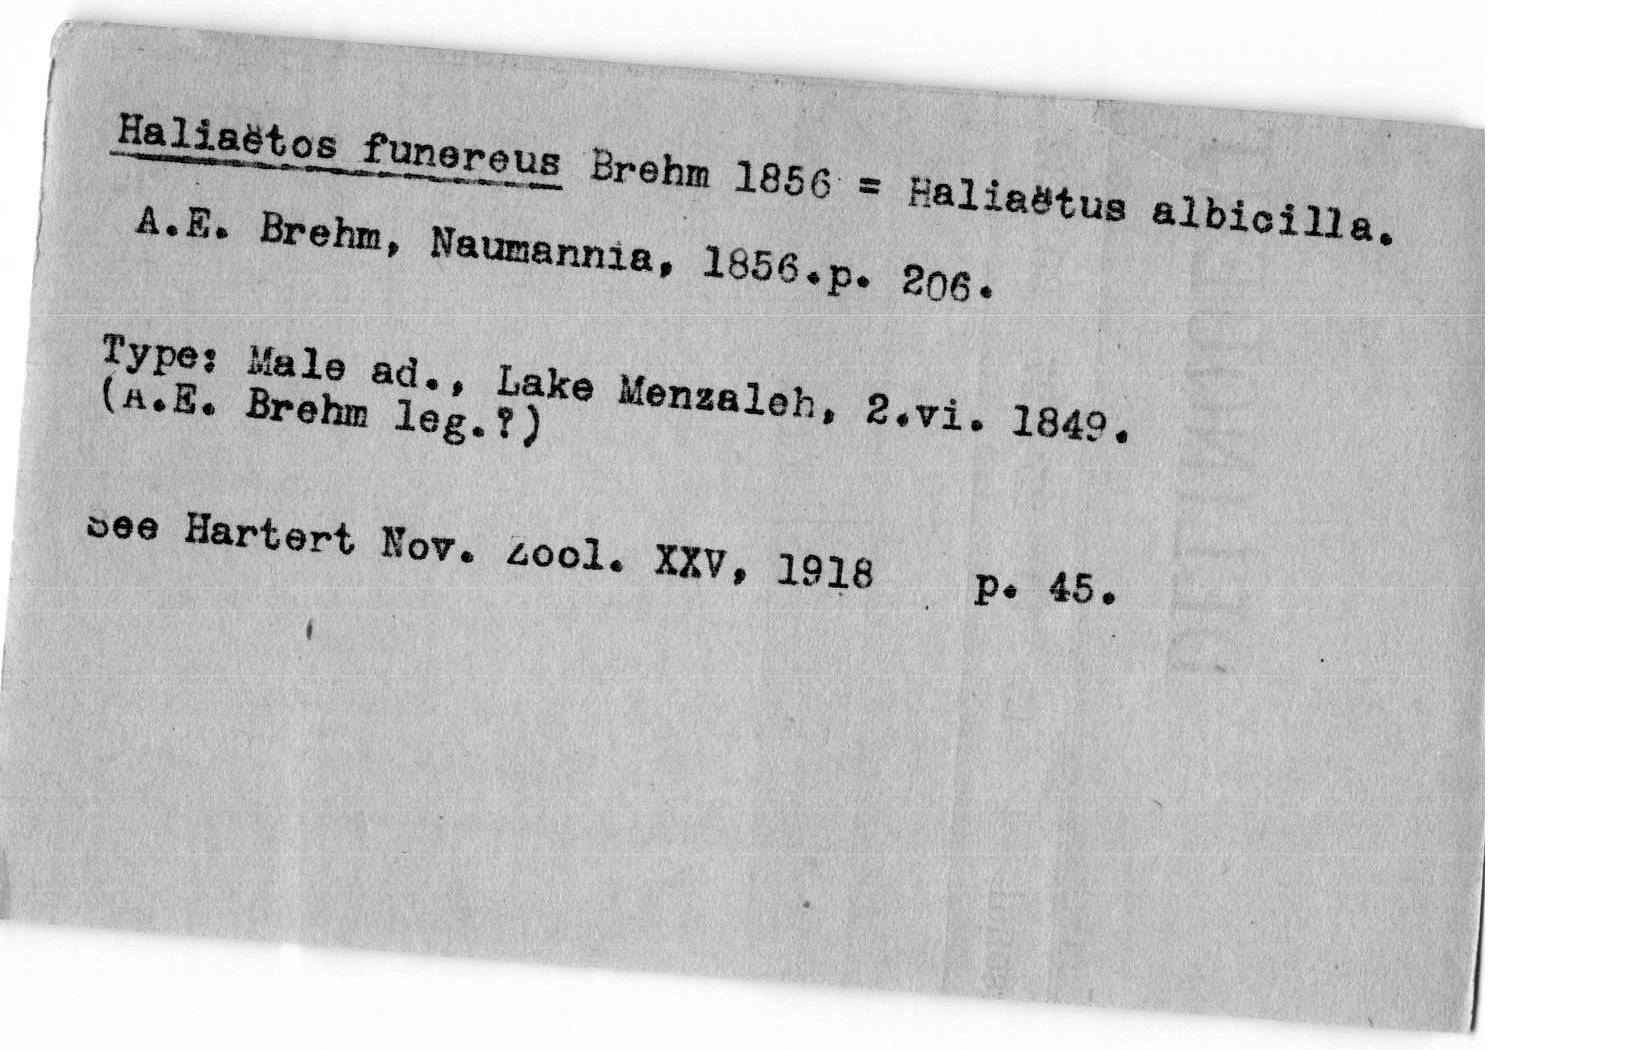 Haliaëtos funereus Brehm 1856 = Haliaëtus albicilla.
A.E. Brehm, Naumannia, 1856.p. 206.
Type: Male ad., Lake Menzaleh, 2.vi. 1849.
(A.E. Brehm leg.?)
See Hartert Nov. Zool. XXV, 1918 p. 45.